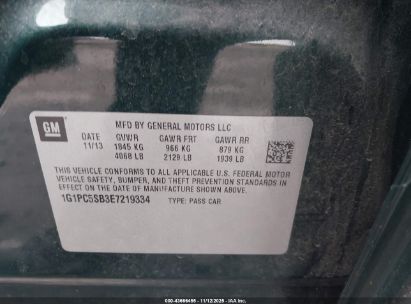 GM
MFD BY GENERAL MOTORS LLC
DATE GVWR GAWR FRT GAWR RR
11/13 1845 KG 966 KG 879 KG
4068 LB 2129 LB 1939 LB
THIS VEHICLE CONFORMS TO ALL APPLICABLE U.S. FEDERAL MOTOR
VEHICLE SAFETY, BUMPER, AND THEFT PREVENTION STANDARDS IN
EFFECT ON THE DATE OF MANUFACTURE SHOWN ABOVE.
1G1PC5SB3E7219334 TYPE: PASS CAR